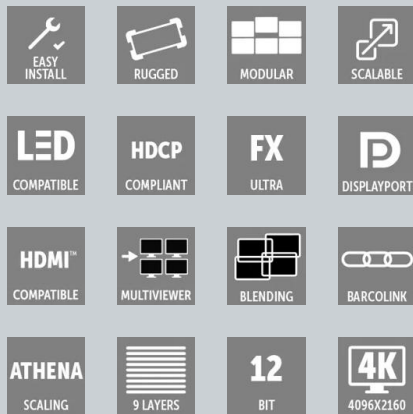 EASY
INSTALL
RUGGED
MODULAR
SCALABLE
LED
COMPATIBLE
HDCP
COMPLIANT
FX
ULTRA
DISPLAYPORT
HDMI™
COMPATIBLE
MULTIVIEWER
BLENDING
BARCOLINK
ATHENA
SCALING
9 LAYERS
12
BIT
4K
4096X2160